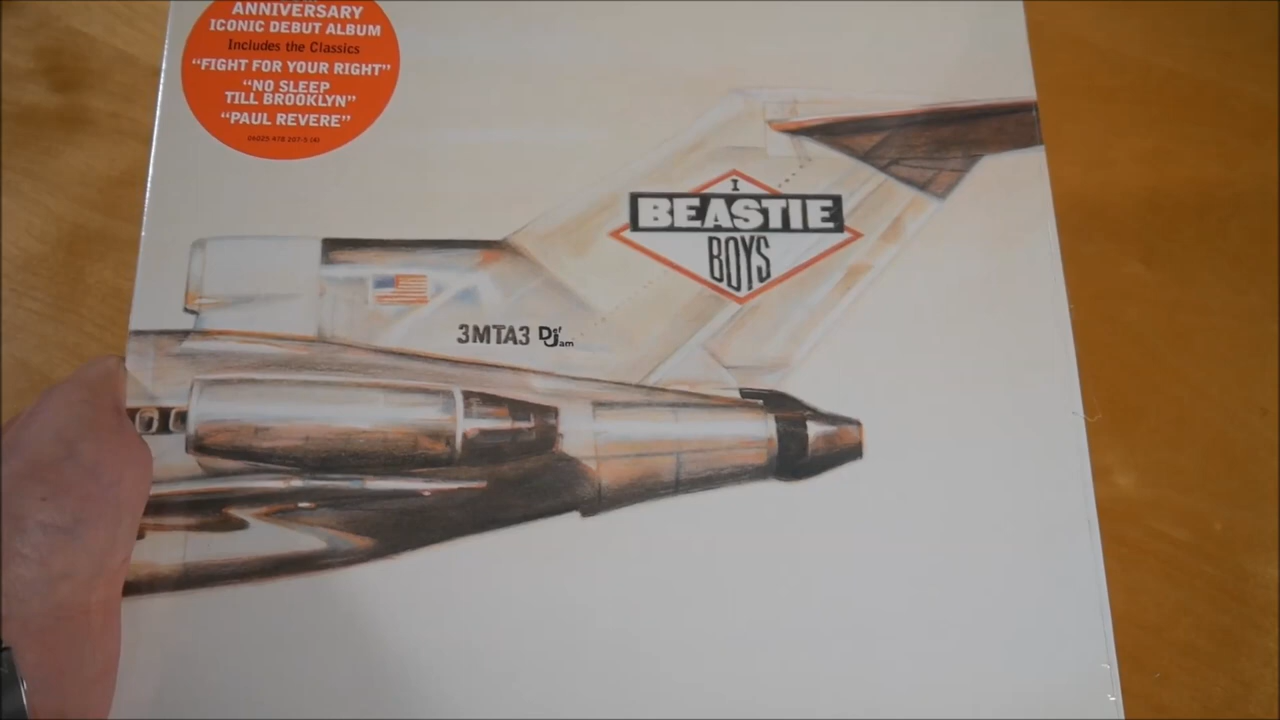 ANNIVERSARY
ICONIC DEBUT ALBUM
Includes the Classics
"FIGHT FOR YOUR RIGHT"
"NO SLEEP
TILL BROOKLYN"
"PAUL REVERE"
I
BEASTIE
BOYS
3MTA3 Def Jam